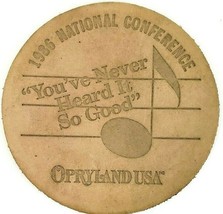 1986 NATIONAL CONFERENCE
"You've Never
Heard It
So Good"
OPRYLAND USA